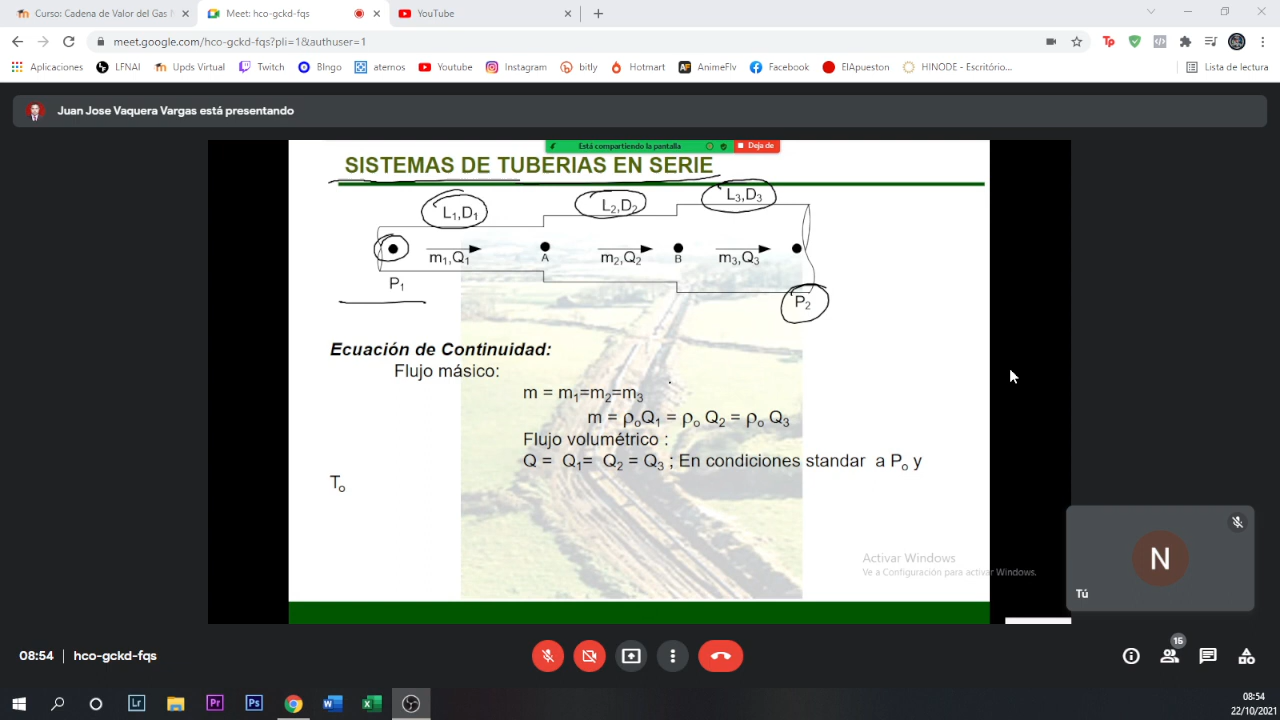 Curso: Cadena de Valor del Gas
Meet: hco-gckd-fqs
YouTube
meet.google.com/hco-gckd-fqs?pli=1&authuser=1
Aplicaciones LFNAI Upds Virtual Twitch BIngo aternos Youtube Instagram bitly Hotmart AnimeFlv Facebook ElApueston HINODE - Escritório... Lista de lectura
Juan Jose Vaquera Vargas está presentando
Está compartiendo la pantalla Deja de
SISTEMAS DE TUBERIAS EN SERIE
L₁,D₁ L₂,D₂ L₃,D₃
m₁,Q₁ A m₂,Q₂ B m₃,Q₃
P₁ P₂
Ecuación de Continuidad:
Flujo másico:
m = m₁=m₂=m₃
m = ρₒQ₁ = ρₒ Q₂ = ρₒ Q₃
Flujo volumétrico :
Q = Q₁= Q₂ = Q₃ ; En condiciones standar a Pₒ y
Tₒ
Activar Windows
Ve a Configuración para activar Windows.
N
Tú
08:54 | hco-gckd-fqs
15
Lr Pr Ps
08:54
22/10/2021